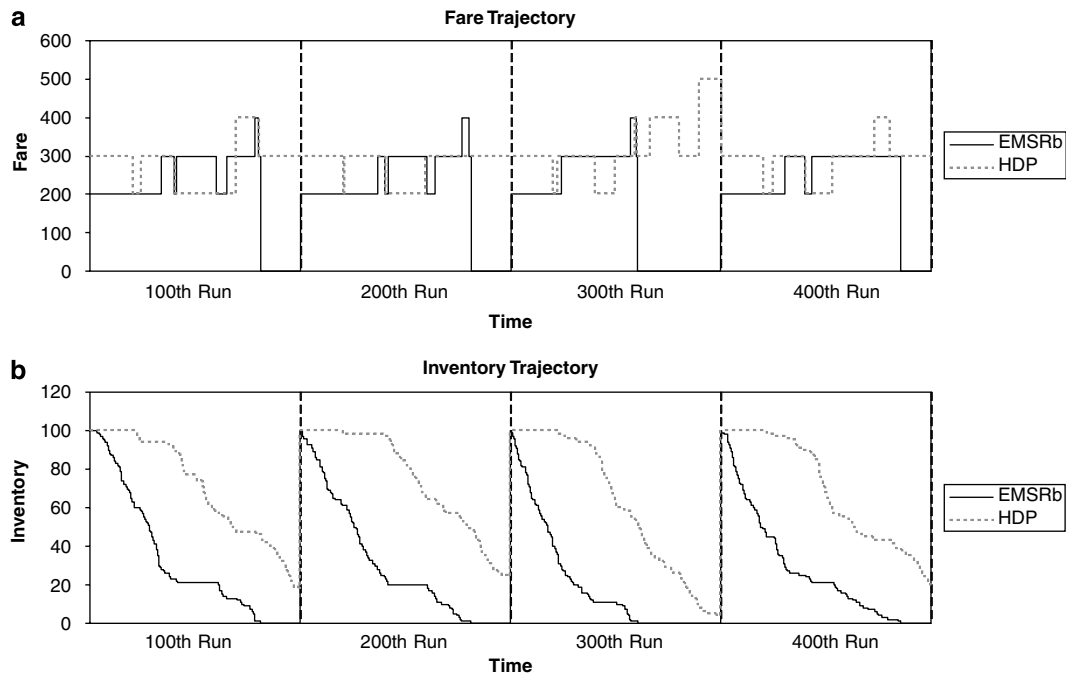 a
Fare Trajectory
600
500
400
300
200
100
0
Fare
100th Run
200th Run
300th Run
400th Run
Time
EMSRb
HDP
b
Inventory Trajectory
120
100
80
60
40
20
0
Inventory
100th Run
200th Run
300th Run
400th Run
Time
EMSRb
HDP